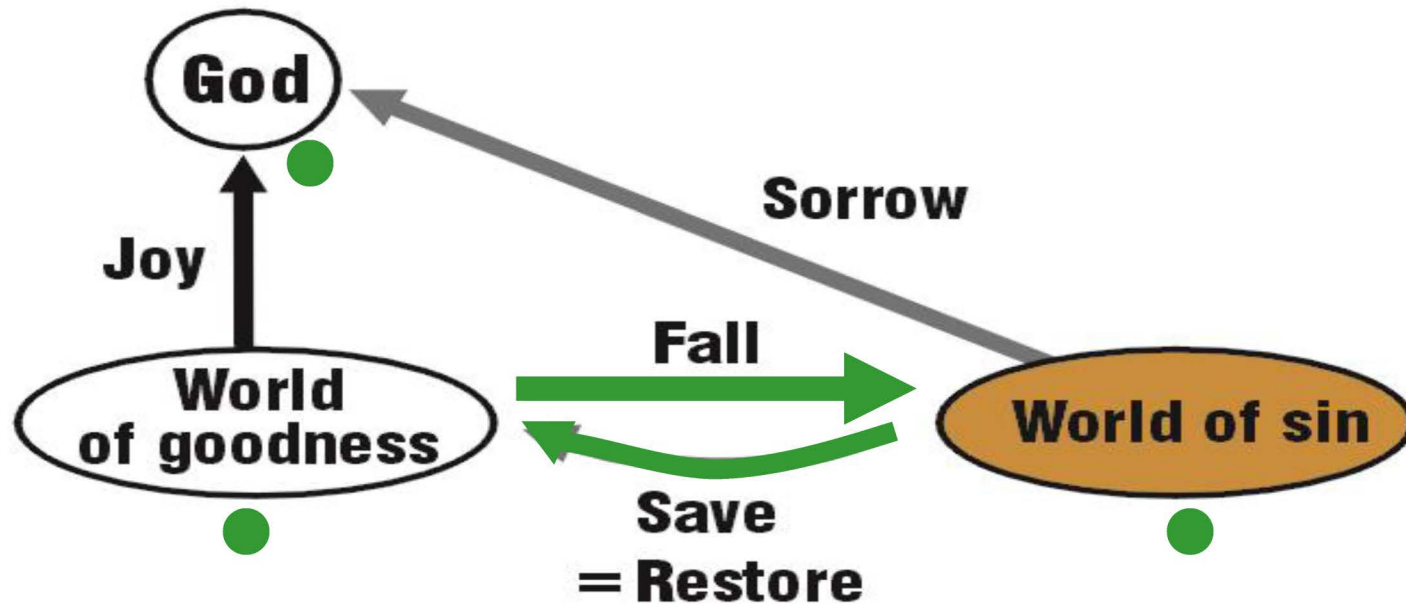 God
Sorrow
Joy
Fall
World
of goodness
World of sin
Save
= Restore